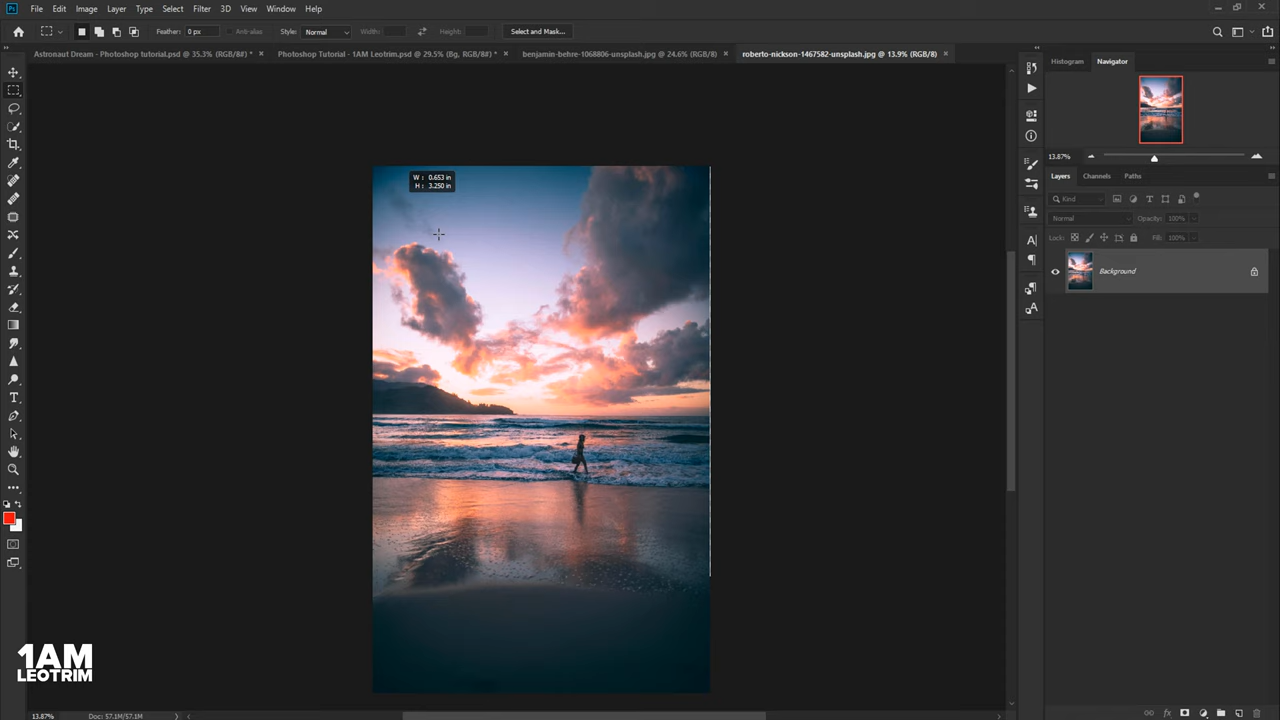 Ps File Edit Image Layer Type Select Filter 3D View Window Help
Feather: 0 px Anti-alias Style: Normal Width: Height: Select and Mask...
Astronaut Dream - Photoshop tutorial.psd @ 35.3% (RGB/8#) * × Photoshop Tutorial - 1AM Leotrim.psd @ 29.5% (Bg, RGB/8#) * × benjamin-behre-1068806-unsplash.jpg @ 24.6% (RGB/8) × roberto-nickson-1467582-unsplash.jpg @ 13.9% (RGB/8) ×
Histogram Navigator
13.87%
Layers Channels Paths
Kind
Normal Opacity: 100%
Lock: Fill: 100%
Background
W: 0.653 in
H: 3.250 in
1AM
LEOTRIM
13.87% Doc: 57.1M/57.1M